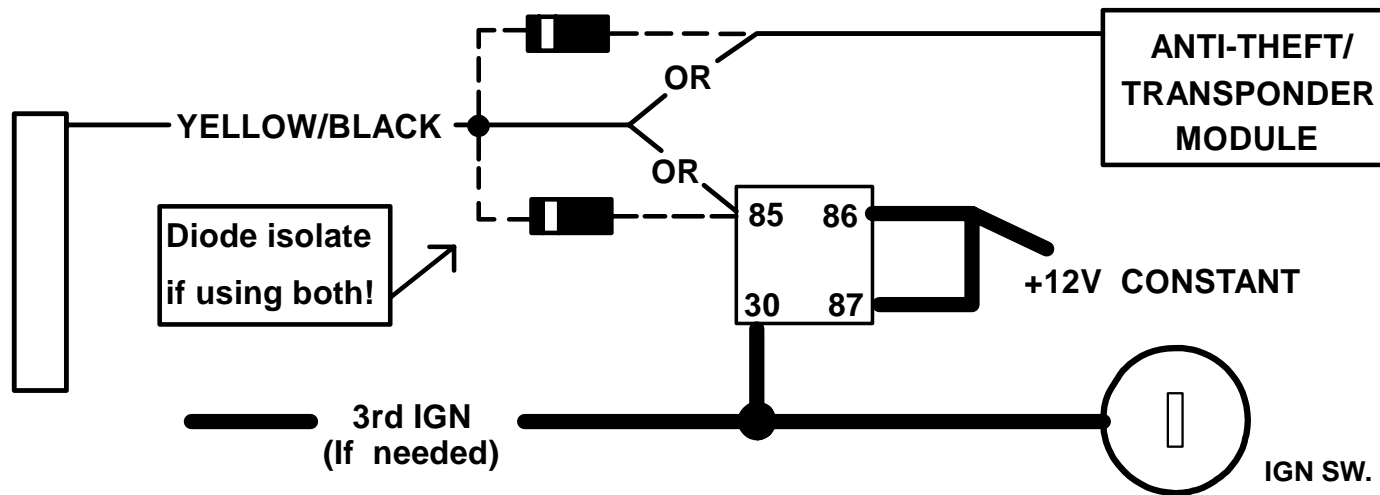 ANTI-THEFT/
TRANSPONDER
MODULE
OR
YELLOW/BLACK
OR
Diode isolate
if using both!
85 86
30 87
+12V CONSTANT
3rd IGN
(If needed)
IGN SW.